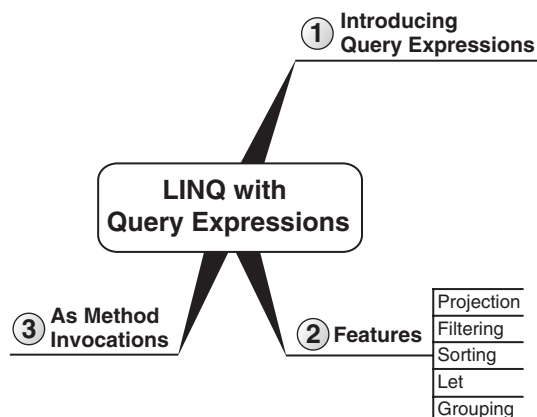 1 Introducing
Query Expressions
LINQ with
Query Expressions
2 Features
Projection
Filtering
Sorting
Let
Grouping
3 As Method
Invocations